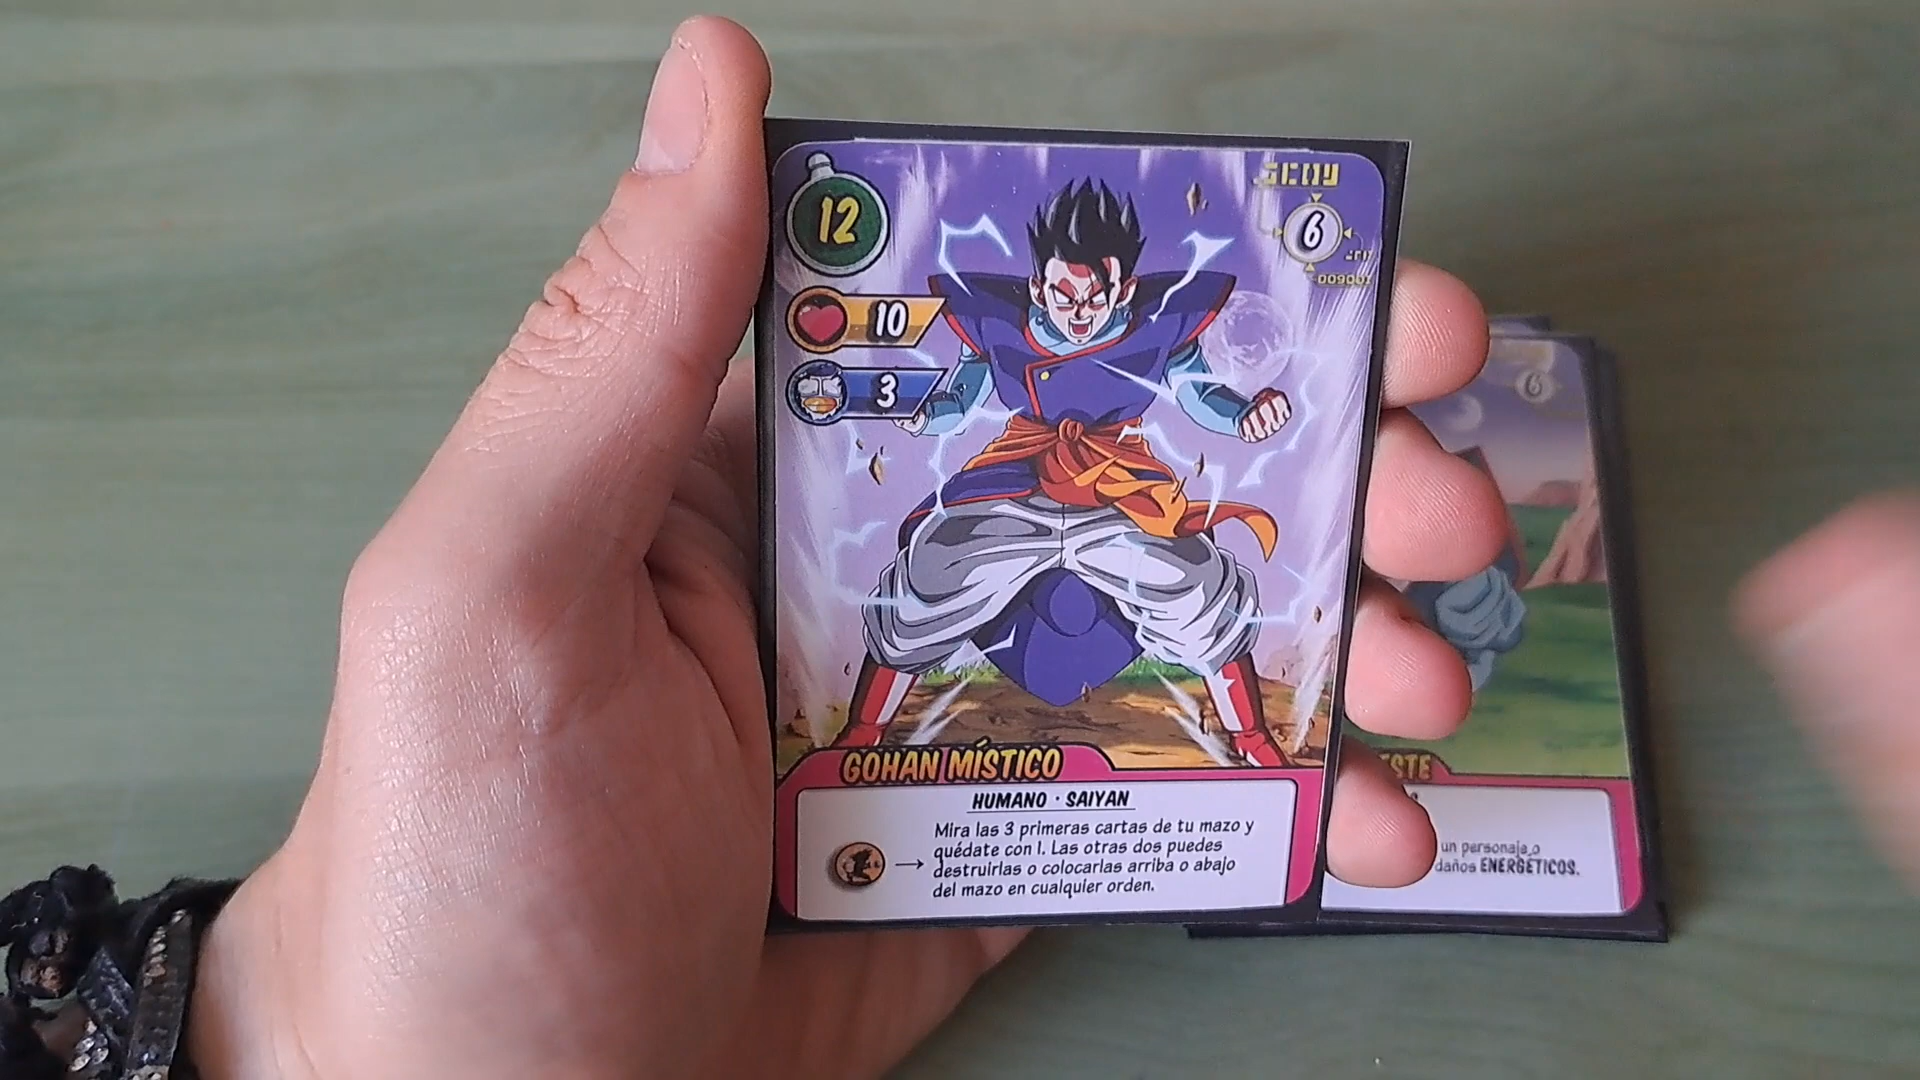 12
6
10
3
6
GOHAN MÍSTICO
HUMANO · SAIYAN
Mira las 3 primeras cartas de tu mazo y
quédate con 1. Las otras dos puedes
destruirlas o colocarlas arriba o abajo
del mazo en cualquier orden.
un personaje o
daños ENERGÉTICOS.